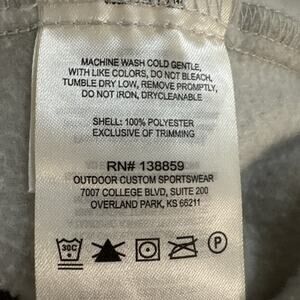 MACHINE WASH COLD GENTLE,
WITH LIKE COLORS, DO NOT BLEACH,
TUMBLE DRY LOW, REMOVE PROMPTLY,
DO NOT IRON, DRYCLEANABLE
SHELL: 100% POLYESTER
EXCLUSIVE OF TRIMMING
RN# 138859
OUTDOOR CUSTOM SPORTSWEAR
7007 COLLEGE BLVD, SUITE 200
OVERLAND PARK, KS 66211
30C P